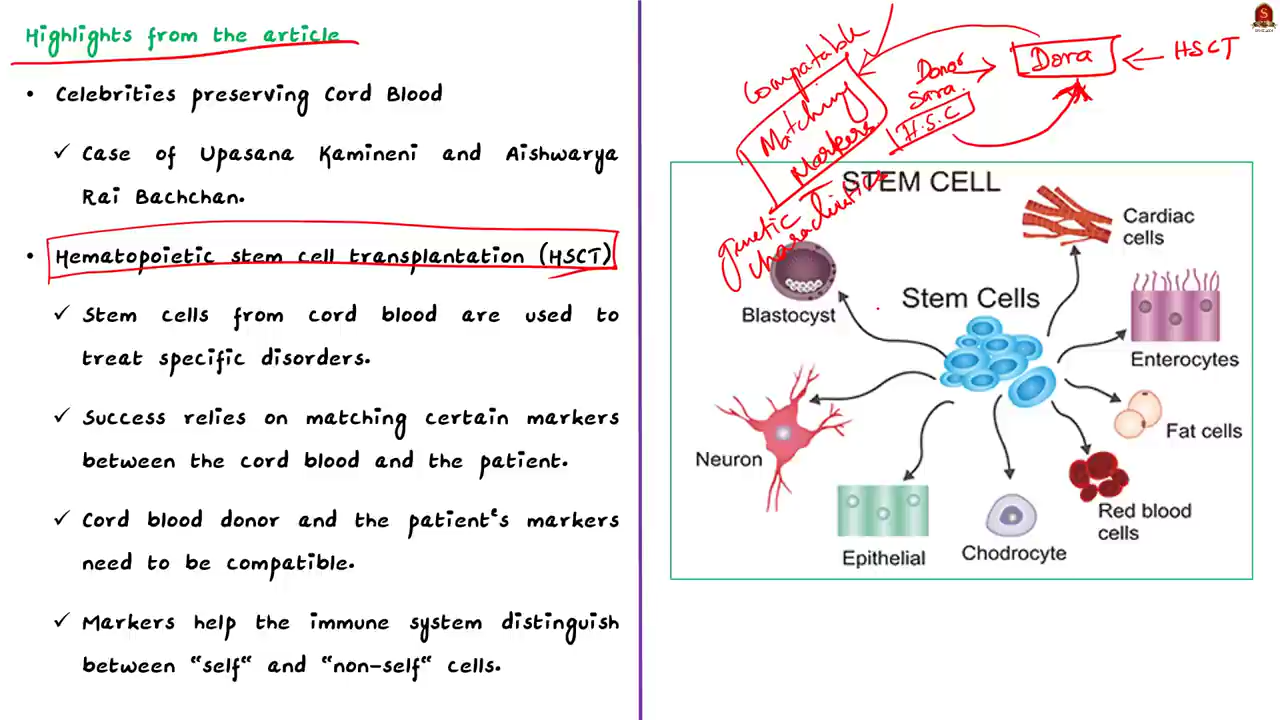 Highlights from the article
• Celebrities preserving Cord Blood
✓ Case of Upasana Kamineni and Aishwarya
Rai Bachchan.
• Hematopoietic stem cell transplantation (HSCT)
✓ Stem cells from cord blood are used to
treat specific disorders.
✓ Success relies on matching certain markers
between the cord blood and the patient.
✓ Cord blood donor and the patient's markers
need to be compatible.
✓ Markers help the immune system distinguish
between "self" and "non-self" cells.
Compatable
Matching
Markers
genetic
characteristics
Donor
Sara
H.S.C
Dora
HSCT
STEM CELL
Cardiac
cells
Blastocyst
Stem Cells
Enterocytes
Fat cells
Neuron
Red blood
cells
Epithelial
Chodrocyte